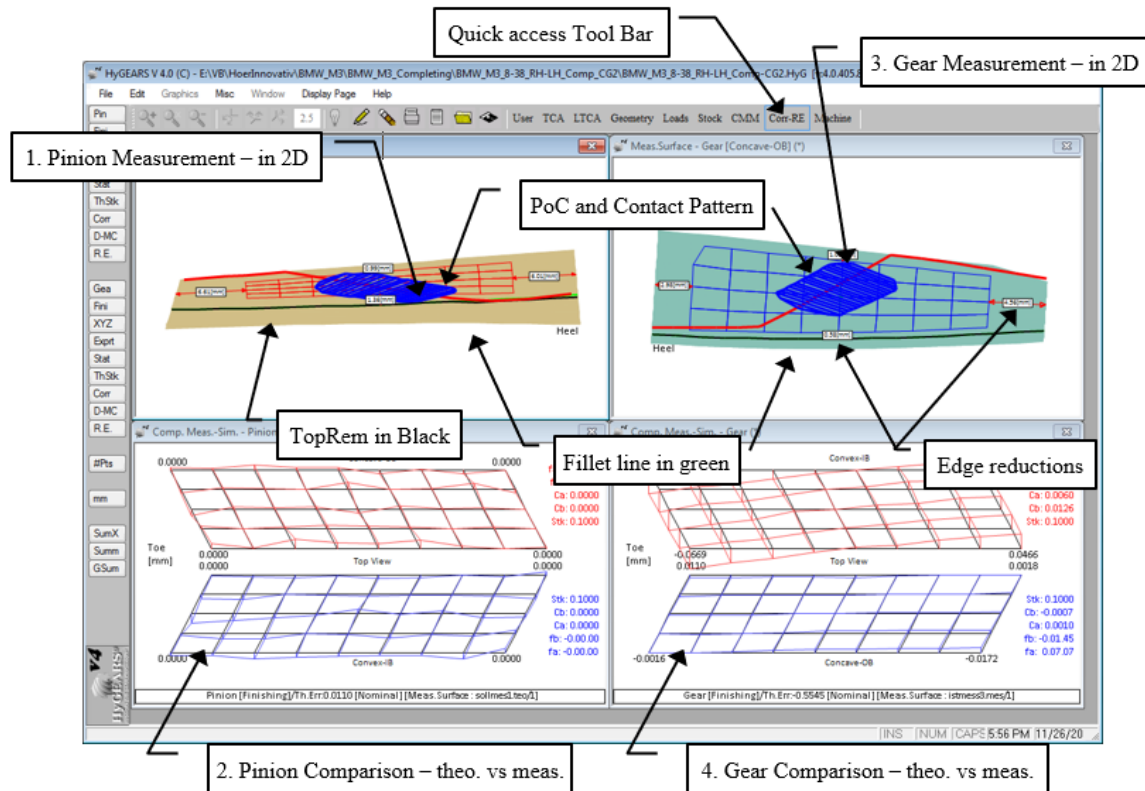 Quick access Tool Bar
3. Gear Measurement – in 2D
HyGEARS V 4.0 (C) - E:\VB\HoerInnovativ\BMW_M3\BMW_M3_Completing\BMW_M3_8-38_RH-LH_Comp_CG2\BMW_M3_8-38_RH-LH_Comp-CG2.HyG
File Edit Graphics Misc Window Display Page Help
Pin
2.5 User TCA LTCA Geometry Loads Stock CMM Corr-RE Machine
1. Pinion Measurement – in 2D
Meas.Surface - Gear [Concave-OB] (*)
Stat
ThStk
Corr
D-MC
R.E.
Gea
Fini
XYZ
Exprt
Stat
ThStk
Corr
D-MC
R.E.
#Pts
mm
SumX
Summ
GSum
PoC and Contact Pattern
Heel
Heel
TopRem in Black
Fillet line in green
Edge reductions
Comp. Meas.-Sim. - Pinion
0.0000
0.0000
Ca: 0.0000
Cb: 0.0000
Stk: 0.1000
Toe
[mm]
0.0000
0.0000
Top View
0.0000
0.0000
Stk: 0.1000
Cb: 0.0000
Ca: 0.0000
fb: -0.00.00
fa: -0.00.00
0.0000
Convex-IB
0.0000
Pinion [Finishing]/Th.Err:0.0110 [Nominal] [Meas.Surface : sollmes1.teo/1]
Comp. Meas.-Sim. - Gear (*)
Convex-IB
Ca: 0.0060
Cb: 0.0126
Stk: 0.1000
Toe
[mm]
-0.0669
0.0110
Top View
0.0466
0.0018
Stk: 0.1000
Cb: -0.0007
Ca: 0.0010
fb: -0.01.45
fa: 0.07.07
-0.0016
Concave-OB
-0.0172
Gear [Finishing]/Th.Err:-0.5545 [Nominal] [Meas.Surface : istmess3.mes/1]
V4
HyGEARS
INS NUM CAPS 5:56 PM 11/26/20
2. Pinion Comparison – theo. vs meas.
4. Gear Comparison – theo. vs meas.